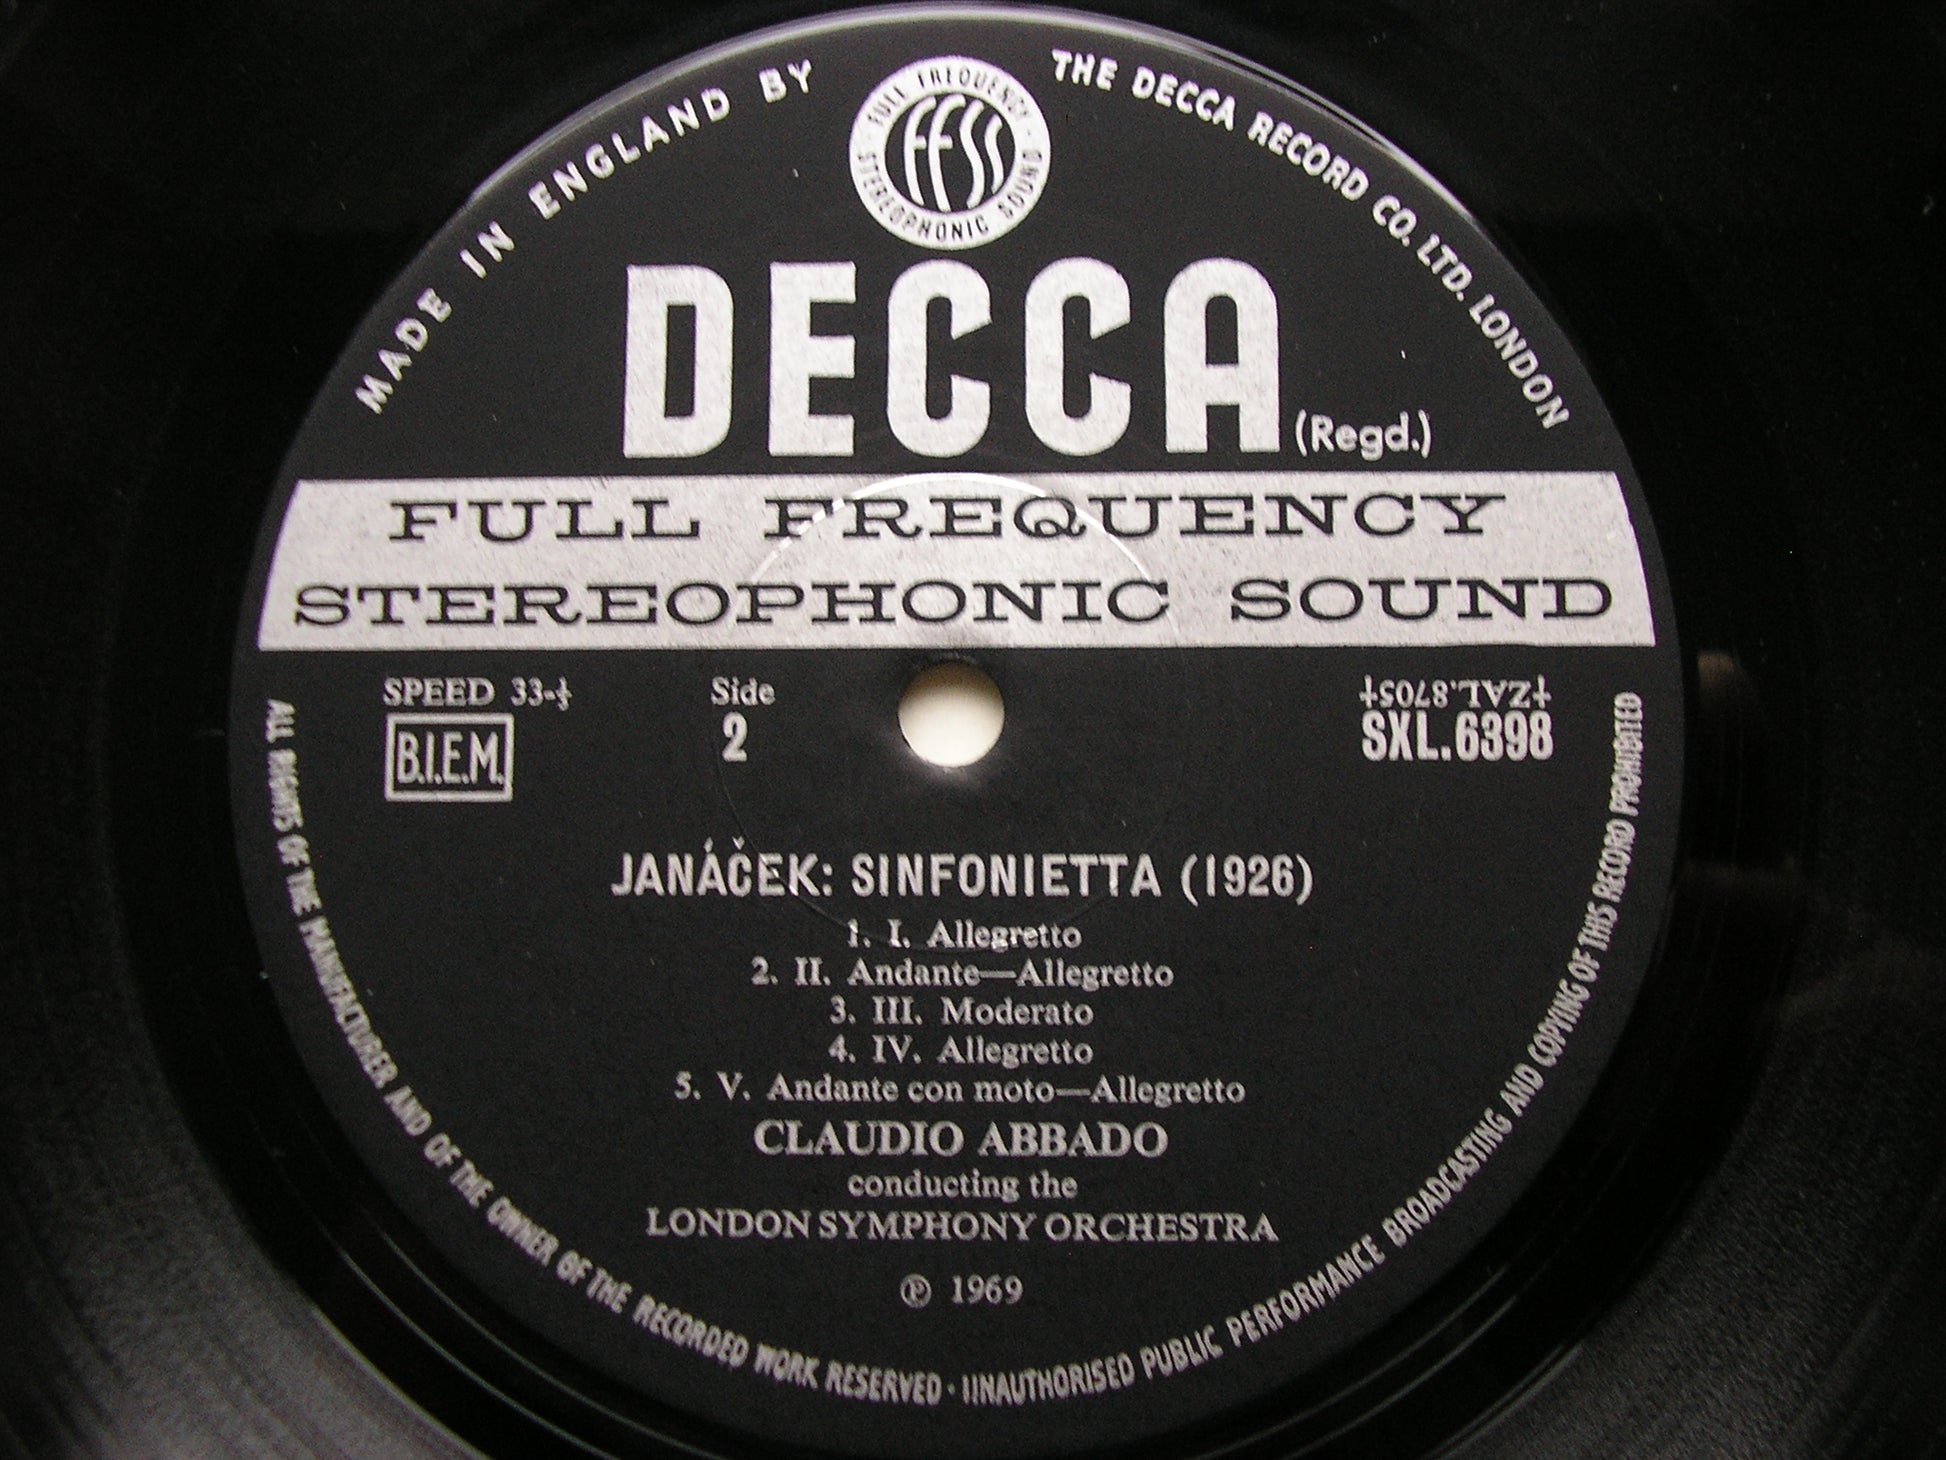 MADE IN ENGLAND BY
THE DECCA RECORD CO. LTD. LONDON
FULL FREQUENCY
STEREOPHONIC SOUND
FFSS
DECCA (Regd.)
FULL FREQUENCY
STEREOPHONIC SOUND
SPEED 33-⅓
Side
‡ZAL.8705‡
B.I.E.M.
2
SXL.6398
JANÁČEK: SINFONIETTA (1926)
1. I. Allegretto
2. II. Andante—Allegretto
3. III. Moderato
4. IV. Allegretto
5. V. Andante con moto—Allegretto
CLAUDIO ABBADO
conducting the
LONDON SYMPHONY ORCHESTRA
℗ 1969
ALL RIGHTS OF THE MANUFACTURER AND OF THE OWNER OF THE RECORDED WORK RESERVED · UNAUTHORISED PUBLIC PERFORMANCE BROADCASTING AND COPYING OF THIS RECORD PROHIBITED